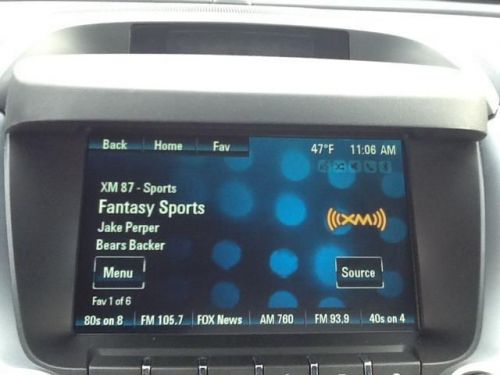 Back Home Fav 47°F 11:06 AM
XM 87 - Sports
Fantasy Sports
Jake Perper
Bears Backer
((XM))
Menu Source
Fav 1 of 6
80s on 8 FM 105.7 FOX News AM 760 FM 93.9 40s on 4